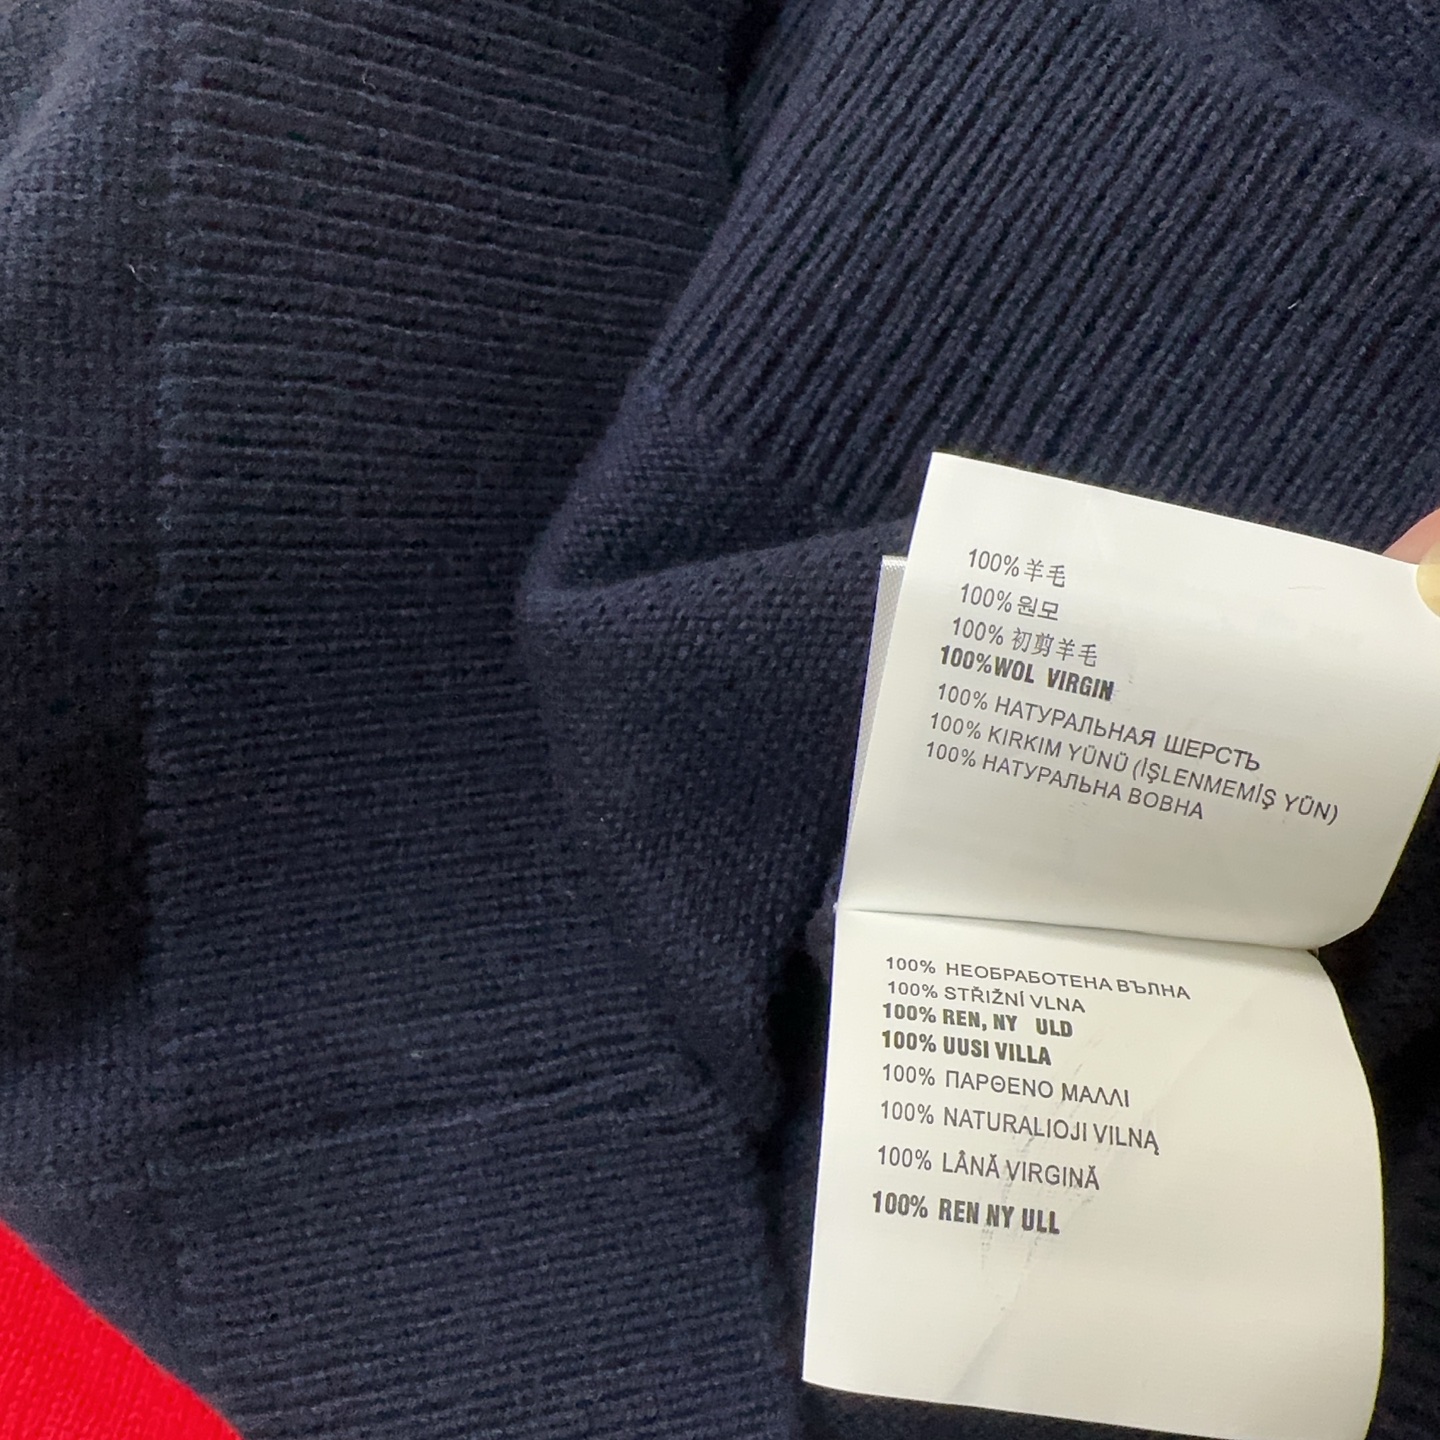 100%羊毛
100%원모
100% 初剪羊毛
100%WOL VIRGIN
100% НАТУРАЛЬНАЯ ШЕРСТЬ
100% KIRKIM YÜNÜ (İŞLENMEMİŞ YÜN)
100% НАТУРАЛЬНА ВОВНА
100% НЕОБРАБОТЕНА ВЪЛНА
100% STŘIŽNÍ VLNA
100% REN, NY ULD
100% UUSI VILLA
100% ΠΑΡΘΕΝΟ ΜΑΛΛΙ
100% NATURALIOJI VILNĄ
100% LÂNĂ VIRGINĂ
100% REN NY ULL